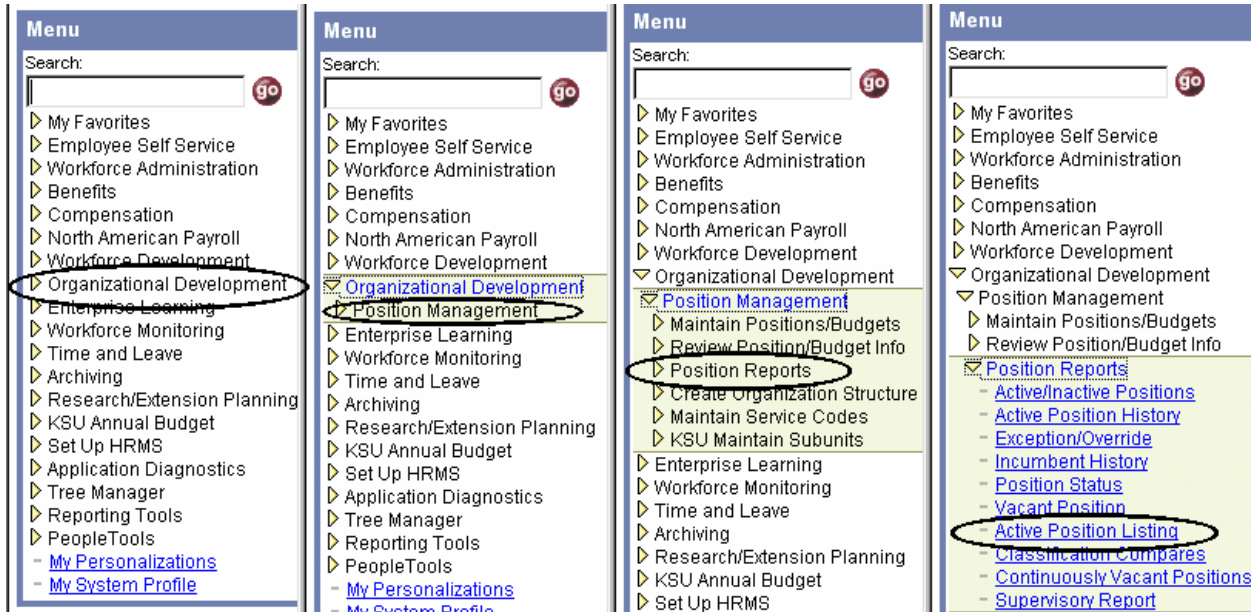 Menu
Search:
go
My Favorites
Employee Self Service
Workforce Administration
Benefits
Compensation
North American Payroll
Workforce Development
Organizational Development
Enterprise Learning
Workforce Monitoring
Time and Leave
Archiving
Research/Extension Planning
KSU Annual Budget
Set Up HRMS
Application Diagnostics
Tree Manager
Reporting Tools
PeopleTools
My Personalizations
My System Profile
Menu
Search:
go
My Favorites
Employee Self Service
Workforce Administration
Benefits
Compensation
North American Payroll
Workforce Development
Organizational Development
Position Management
Enterprise Learning
Workforce Monitoring
Time and Leave
Archiving
Research/Extension Planning
KSU Annual Budget
Set Up HRMS
Application Diagnostics
Tree Manager
Reporting Tools
PeopleTools
My Personalizations
My System Profile
Menu
Search:
go
My Favorites
Employee Self Service
Workforce Administration
Benefits
Compensation
North American Payroll
Workforce Development
Organizational Development
Position Management
Maintain Positions/Budgets
Review Position/Budget Info
Position Reports
Create Organization Structure
Maintain Service Codes
KSU Maintain Subunits
Enterprise Learning
Workforce Monitoring
Time and Leave
Archiving
Research/Extension Planning
KSU Annual Budget
Set Up HRMS
Menu
Search:
go
My Favorites
Employee Self Service
Workforce Administration
Benefits
Compensation
North American Payroll
Workforce Development
Organizational Development
Position Management
Maintain Positions/Budgets
Review Position/Budget Info
Position Reports
Active/Inactive Positions
Active Position History
Exception/Override
Incumbent History
Position Status
Vacant Position
Active Position Listing
Classification Compares
Continuously Vacant Positions
Supervisory Report